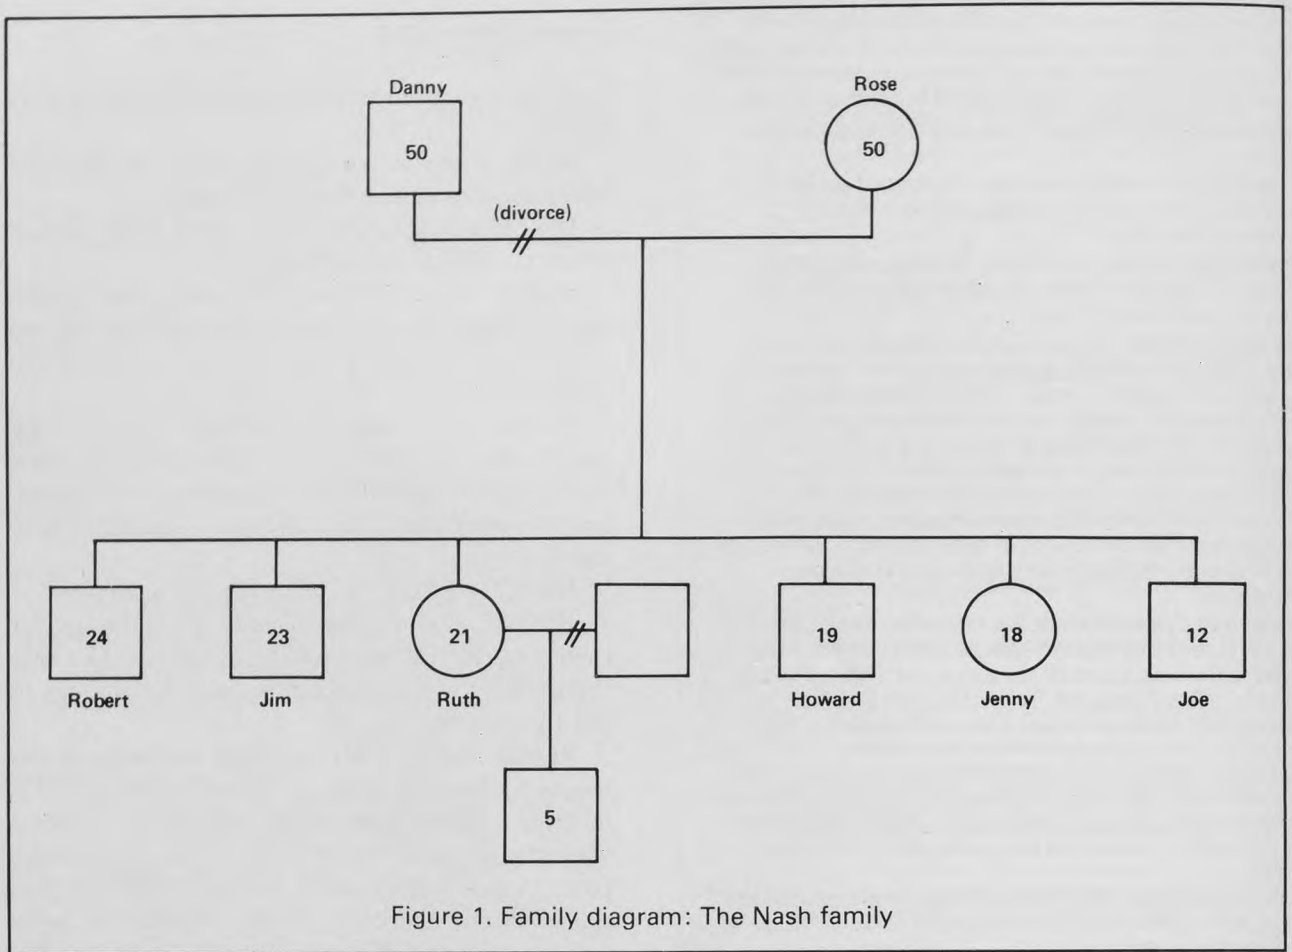 Danny
Rose
50
50
(divorce)
24
23
21
19
18
12
Robert
Jim
Ruth
Howard
Jenny
Joe
5
Figure 1. Family diagram: The Nash family